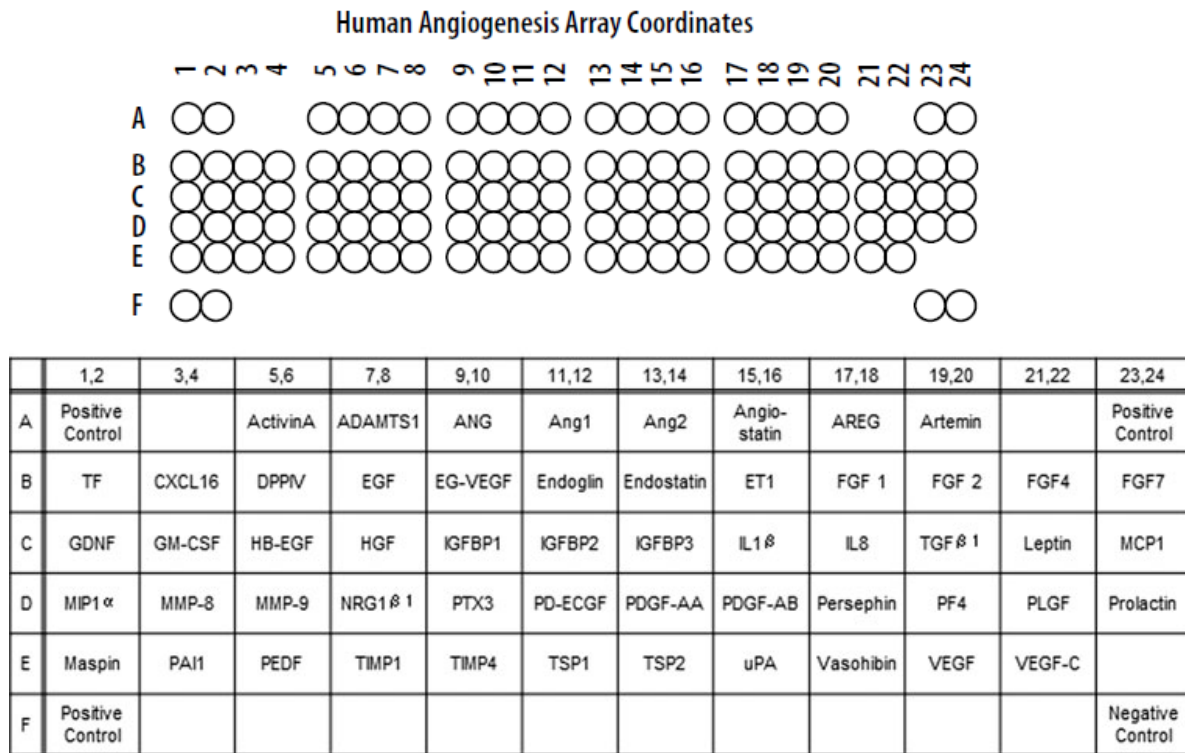 Human Angiogenesis Array Coordinates
1 2 3 4 5 6 7 8 9 10 11 12 13 14 15 16 17 18 19 20 21 22 23 24
A
B
C
D
E
F
1,2 3,4 5,6 7,8 9,10 11,12 13,14 15,16 17,18 19,20 21,22 23,24
A Positive Control ActivinA ADAMTS1 ANG Ang1 Ang2 Angio-statin AREG Artemin Positive Control
B TF CXCL16 DPPIV EGF EG-VEGF Endoglin Endostatin ET1 FGF 1 FGF 2 FGF4 FGF7
C GDNF GM-CSF HB-EGF HGF IGFBP1 IGFBP2 IGFBP3 IL1β IL8 TGFβ1 Leptin MCP1
D MIP1α MMP-8 MMP-9 NRG1β1 PTX3 PD-ECGF PDGF-AA PDGF-AB Persephin PF4 PLGF Prolactin
E Maspin PAI1 PEDF TIMP1 TIMP4 TSP1 TSP2 uPA Vasohibin VEGF VEGF-C
F Positive Control Negative Control